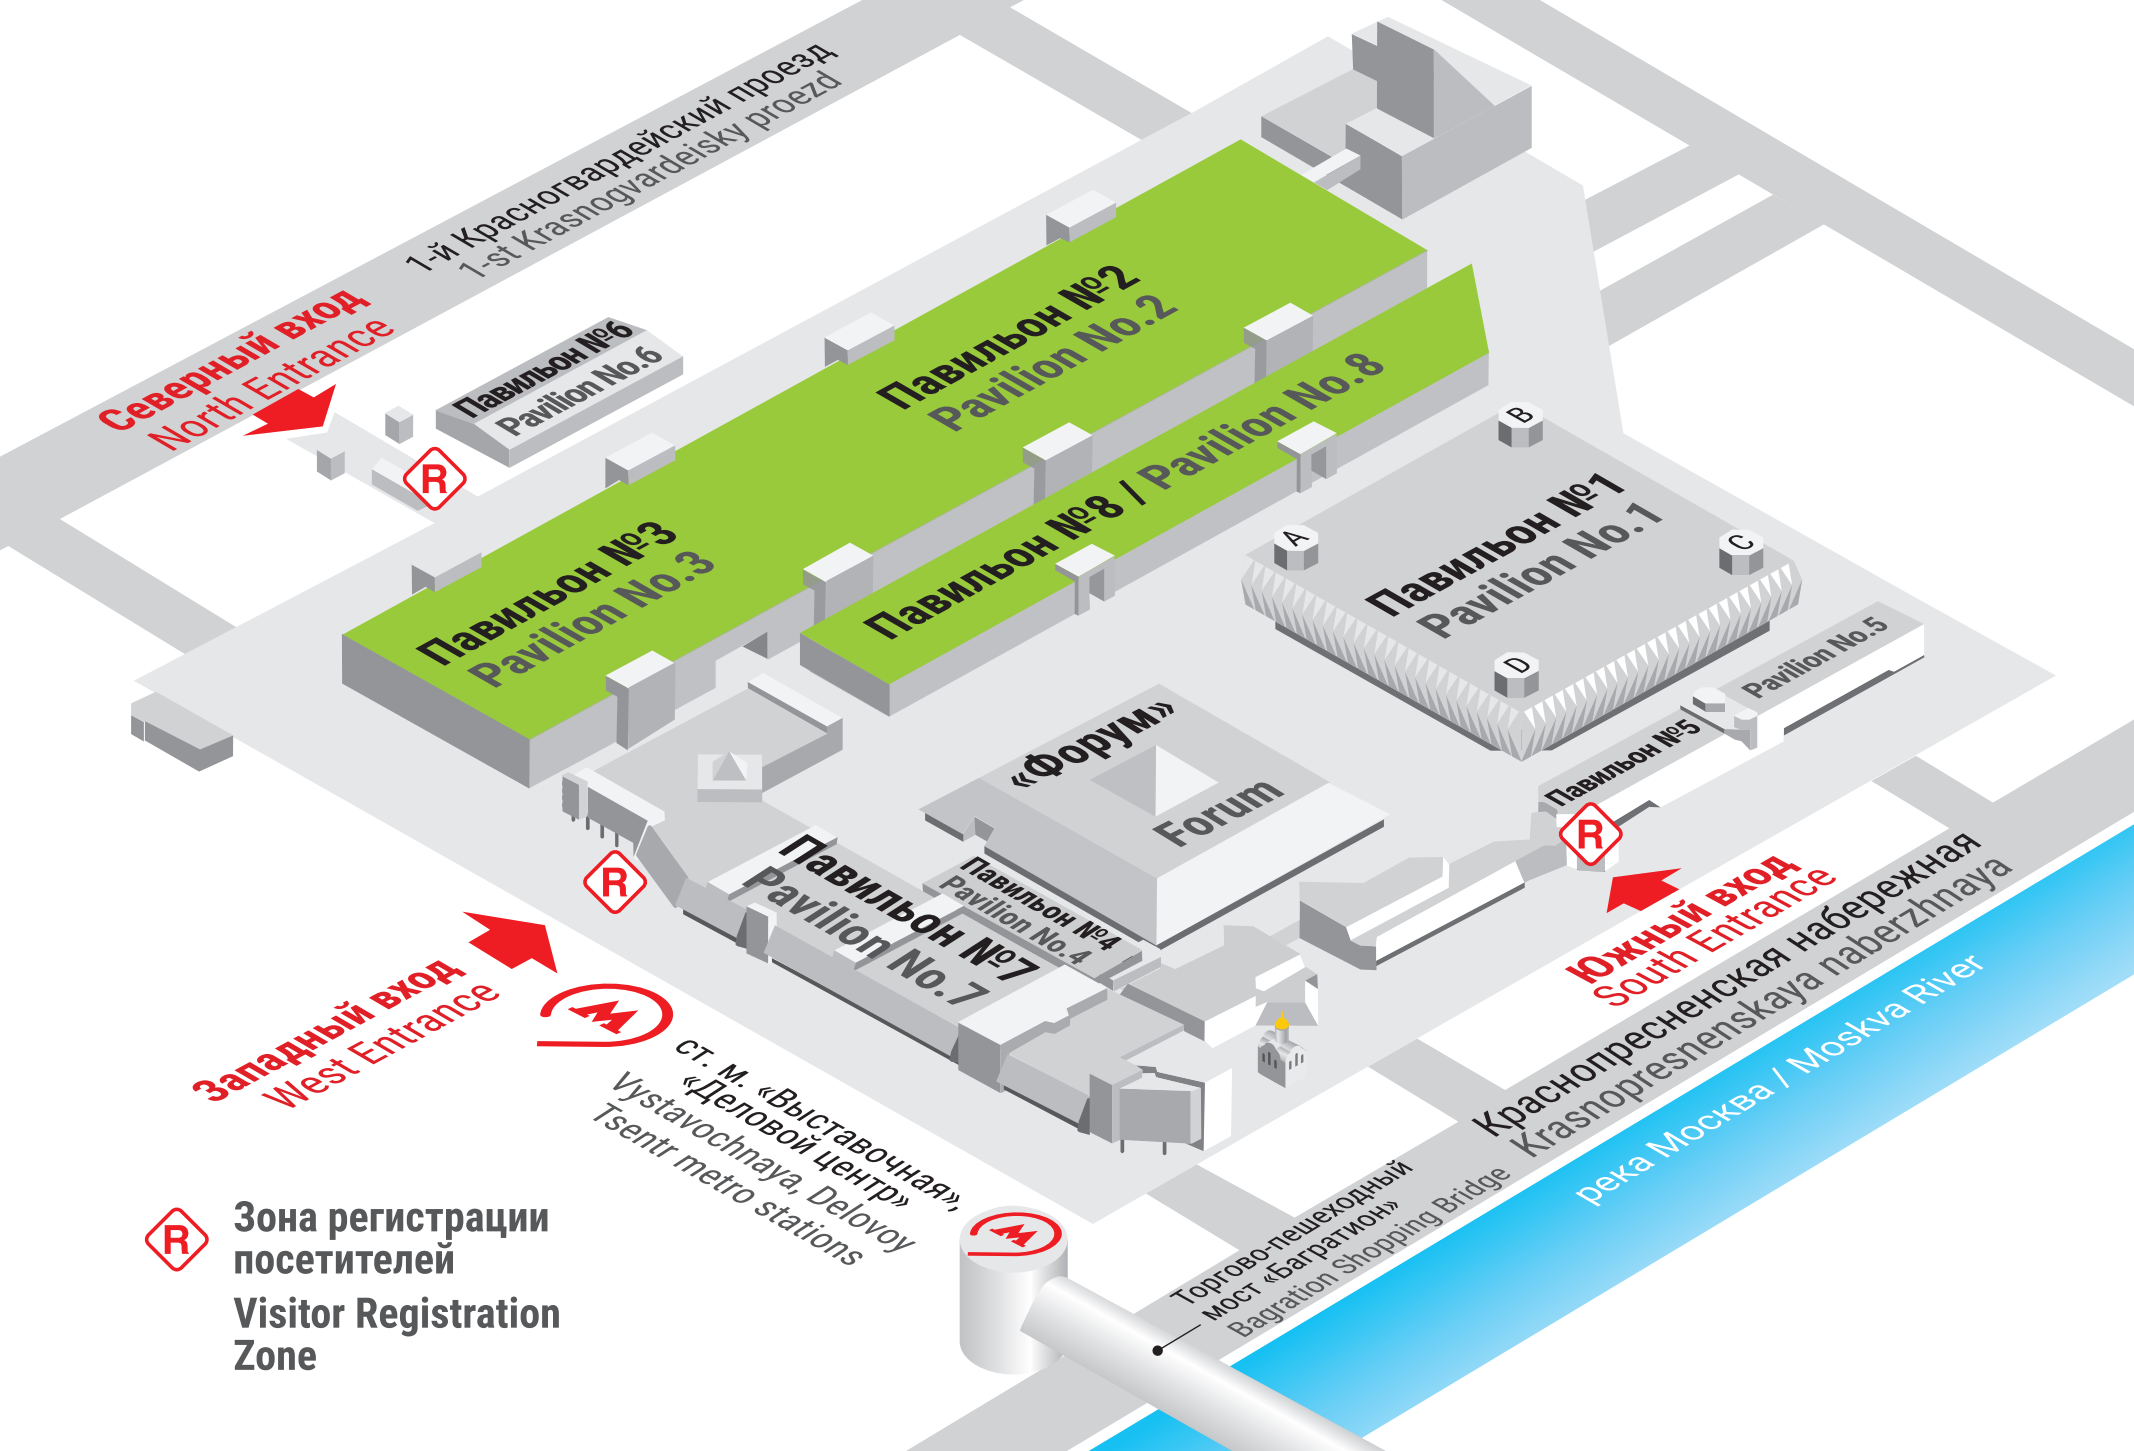 1-й Красногвардейский проезд
1-st Krasnogvardeisky proezd
Северный вход
North Entrance
Павильон №6
Pavilion No.6
R
Павильон №2
Pavilion No.2
Павильон №3
Pavilion No.3
Павильон №8 / Pavilion No.8
B
A
C
D
Павильон №1
Pavilion No.1
Pavilion No.5
Павильон №5
«Форум»
Forum
R
R
Павильон №7
Pavilion No.7
Павильон №4
Pavilion No.4
Западный вход
West Entrance
Южный вход
South Entrance
Краснопресненская набережная
Krasnopresnenskaya naberzhnaya
река Москва / Moskva River
М
ст. м. «Выставочная»,
«Деловой центр»
Vystavochnaya, Delovoy
Tsentr metro stations
М
Торгово-пешеходный
мост «Багратион»
Bagration Shopping Bridge
R
Зона регистрации
посетителей
Visitor Registration
Zone